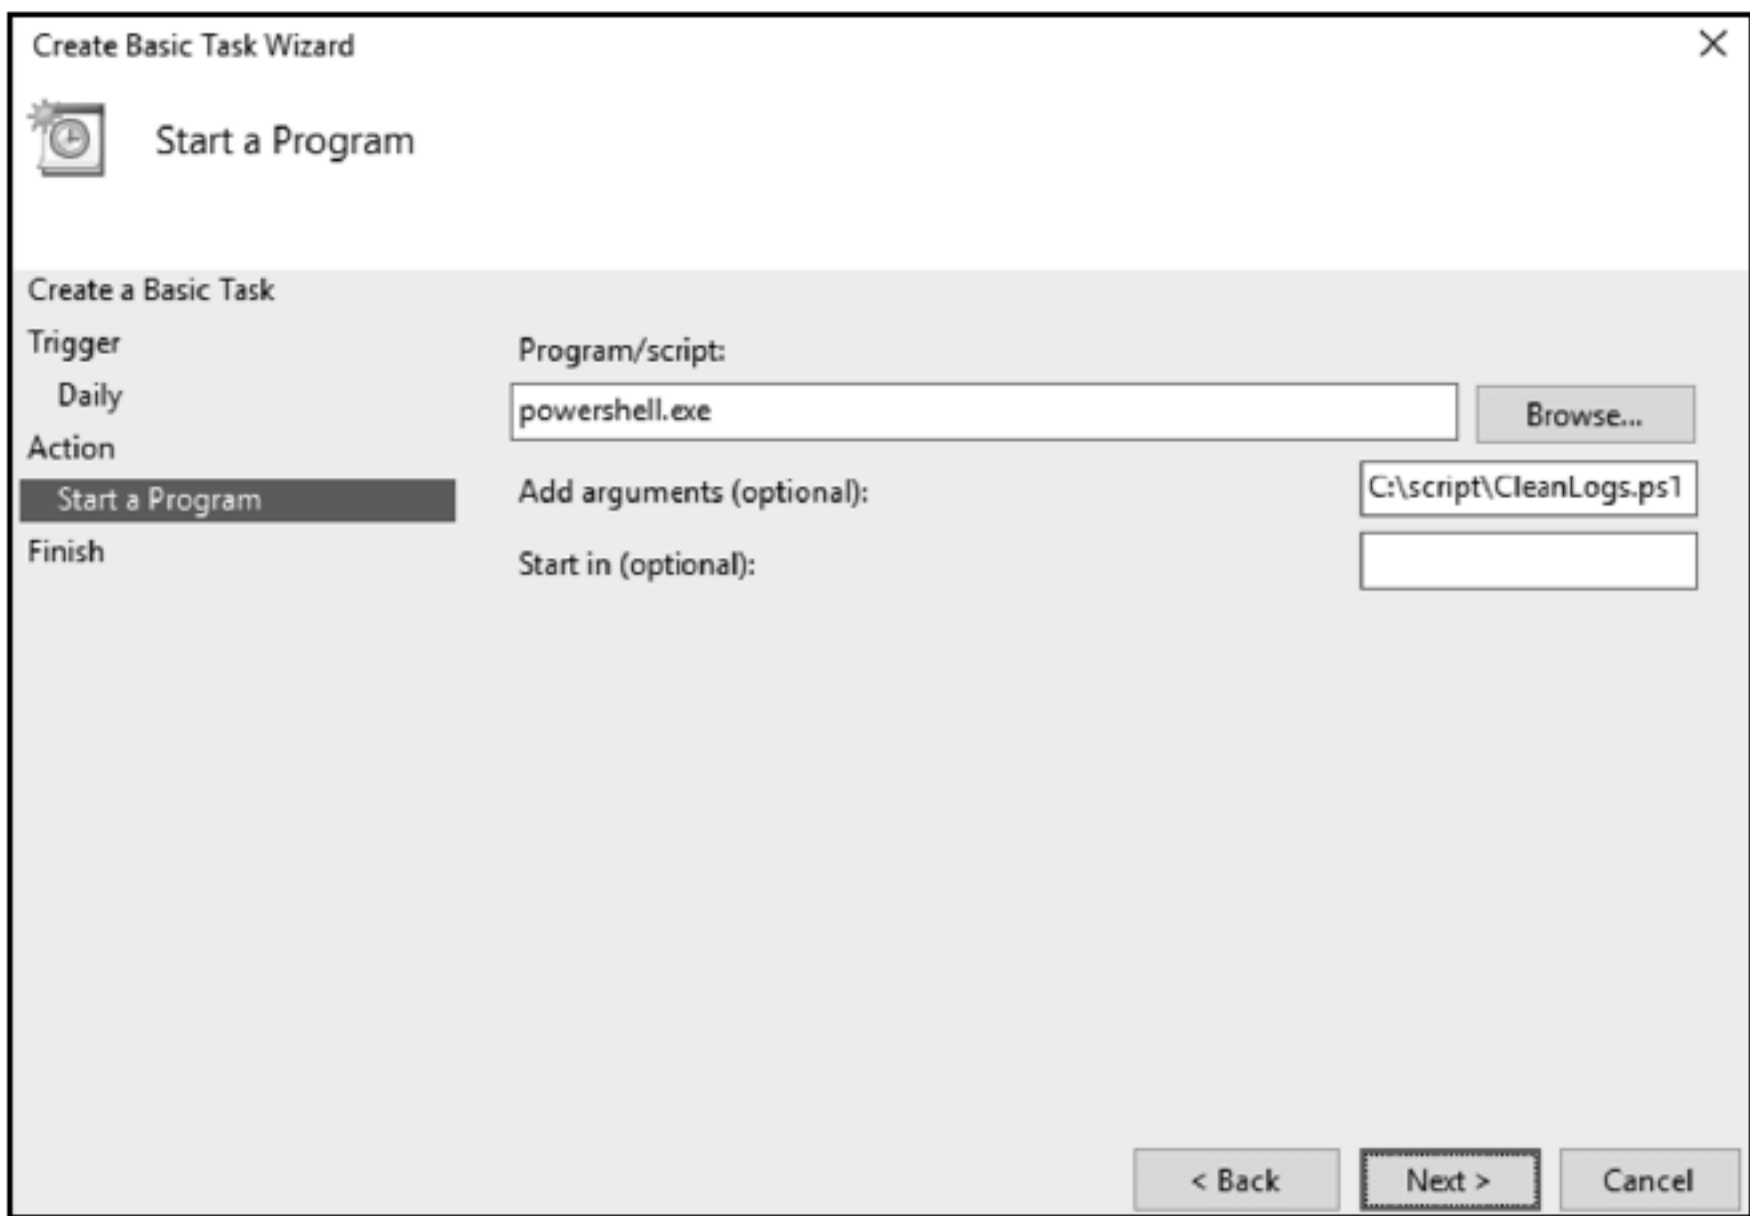 Create Basic Task Wizard
Start a Program
Create a Basic Task
Trigger
Daily
Action
Start a Program
Finish
Program/script:
powershell.exe
Browse...
Add arguments (optional):
C:\script\CleanLogs.ps1
Start in (optional):
< Back
Next >
Cancel